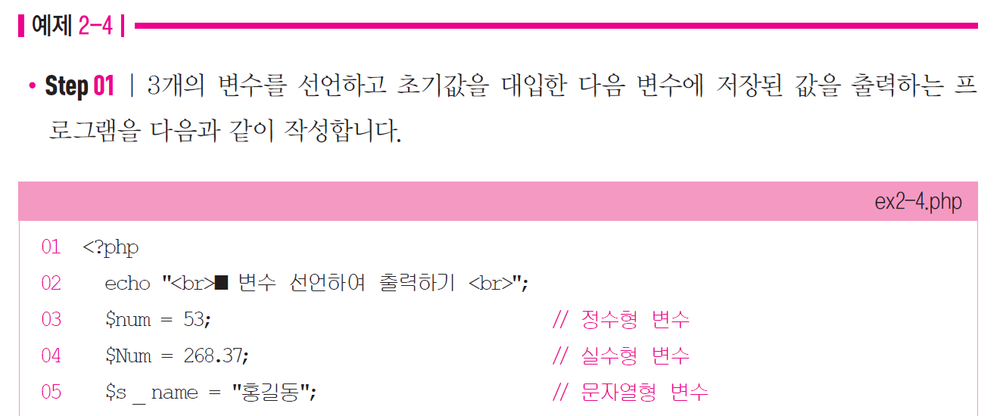 예제 2-4
• Step 01 | 3개의 변수를 선언하고 초기값을 대입한 다음 변수에 저장된 값을 출력하는 프
로그램을 다음과 같이 작성합니다.
ex2-4.php
01 <?php
02 echo "<br>■ 변수 선언하여 출력하기 <br>";
03 $num = 53; // 정수형 변수
04 $Num = 268.37; // 실수형 변수
05 $s _ name = "홍길동"; // 문자열형 변수